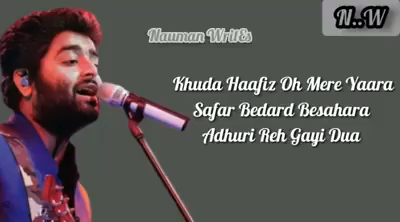 Nauman WritEs
N..W
Khuda Haafiz Oh Mere Yaara
Safar Bedard Besahara
Adhuri Reh Gayi Dua